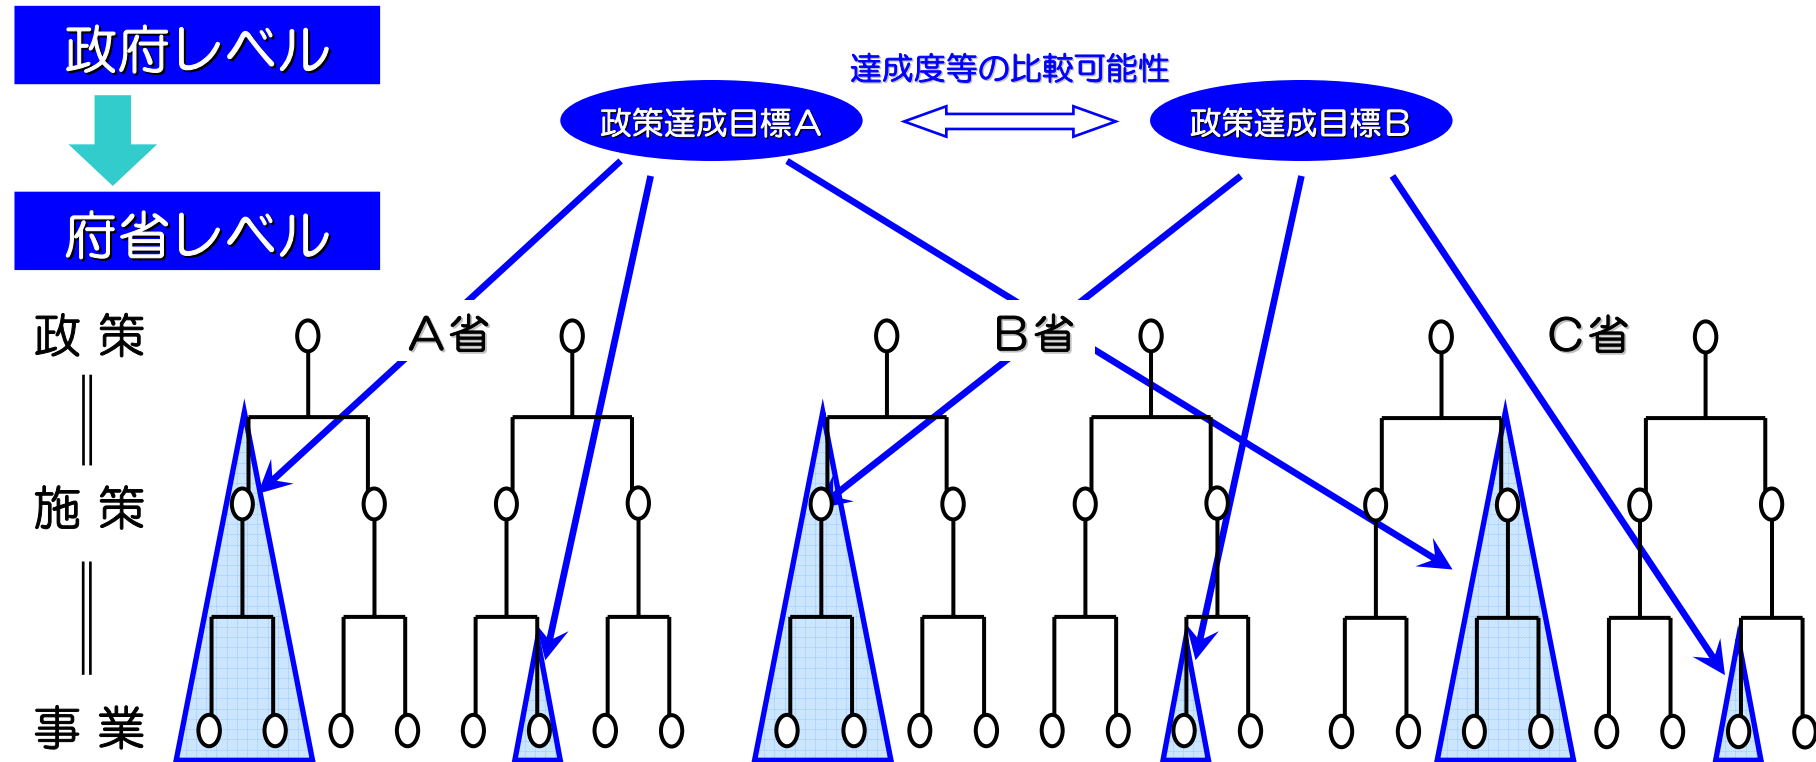 政府レベル
達成度等の比較可能性
政策達成目標A
政策達成目標B
府省レベル
政策
A省
B省
C省
施策
事業